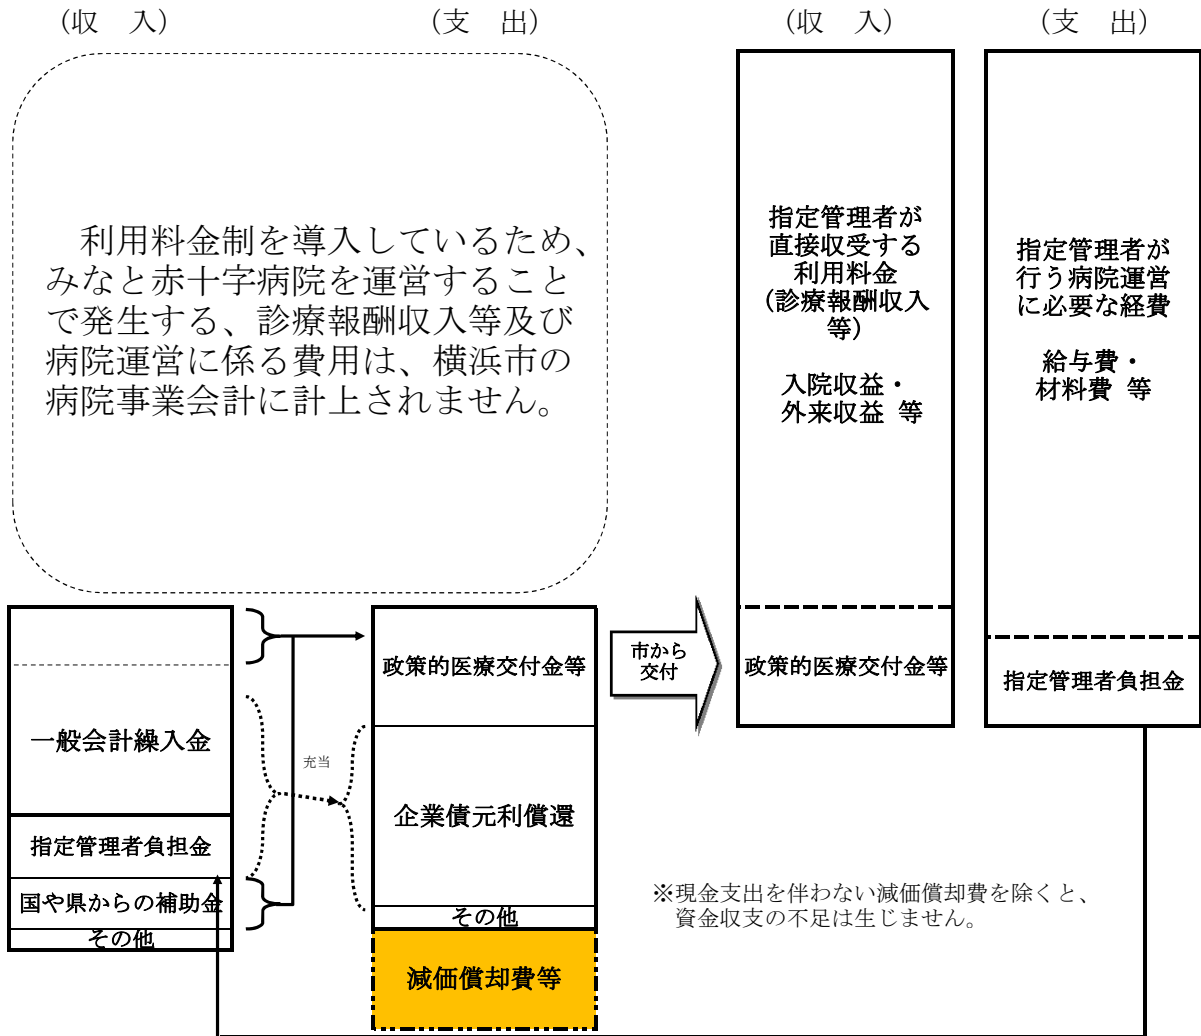 （収　入）
（支　出）
（収　入）
（支　出）
　利用料金制を導入しているため、
みなと赤十字病院を運営すること
で発生する、診療報酬収入等及び
病院運営に係る費用は、横浜市の
病院事業会計に計上されません。
指定管理者が
直接収受する
利用料金
（診療報酬収入
等）
入院収益・
外来収益 等
指定管理者が
行う病院運営
に必要な経費
給与費・
材料費 等
一般会計繰入金
指定管理者負担金
国や県からの補助金
その他
充当
政策的医療交付金等
企業債元利償還
その他
減価償却費等
市から
交付
政策的医療交付金等
指定管理者負担金
※現金支出を伴わない減価償却費を除くと、
資金収支の不足は生じません。